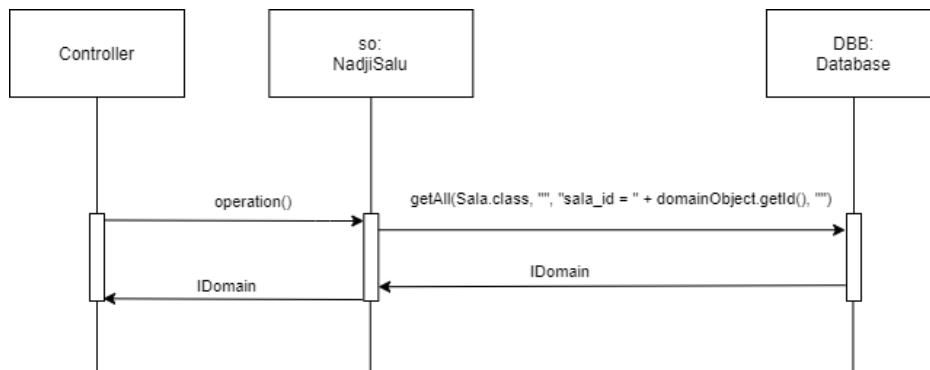 Controller
so:
NadjiSalu
DBB:
Database
operation()
getAll(Sala.class, "", "sala_id = " + domainObject.getId(), "")
IDomain
IDomain